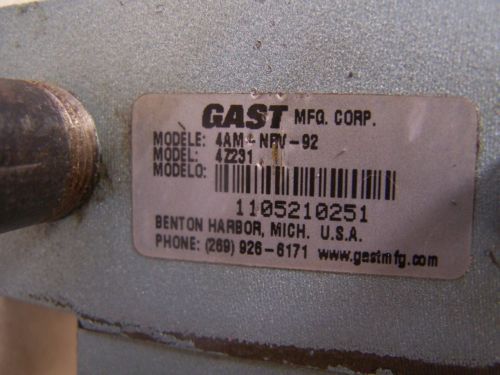 GAST MFG. CORP.
MODELE: 4AM-NRV-92
MODEL: 4Z231
MODELO:
1105210251
BENTON HARBOR, MICH. U.S.A.
PHONE: (269) 926-6171 www.gastmfg.com